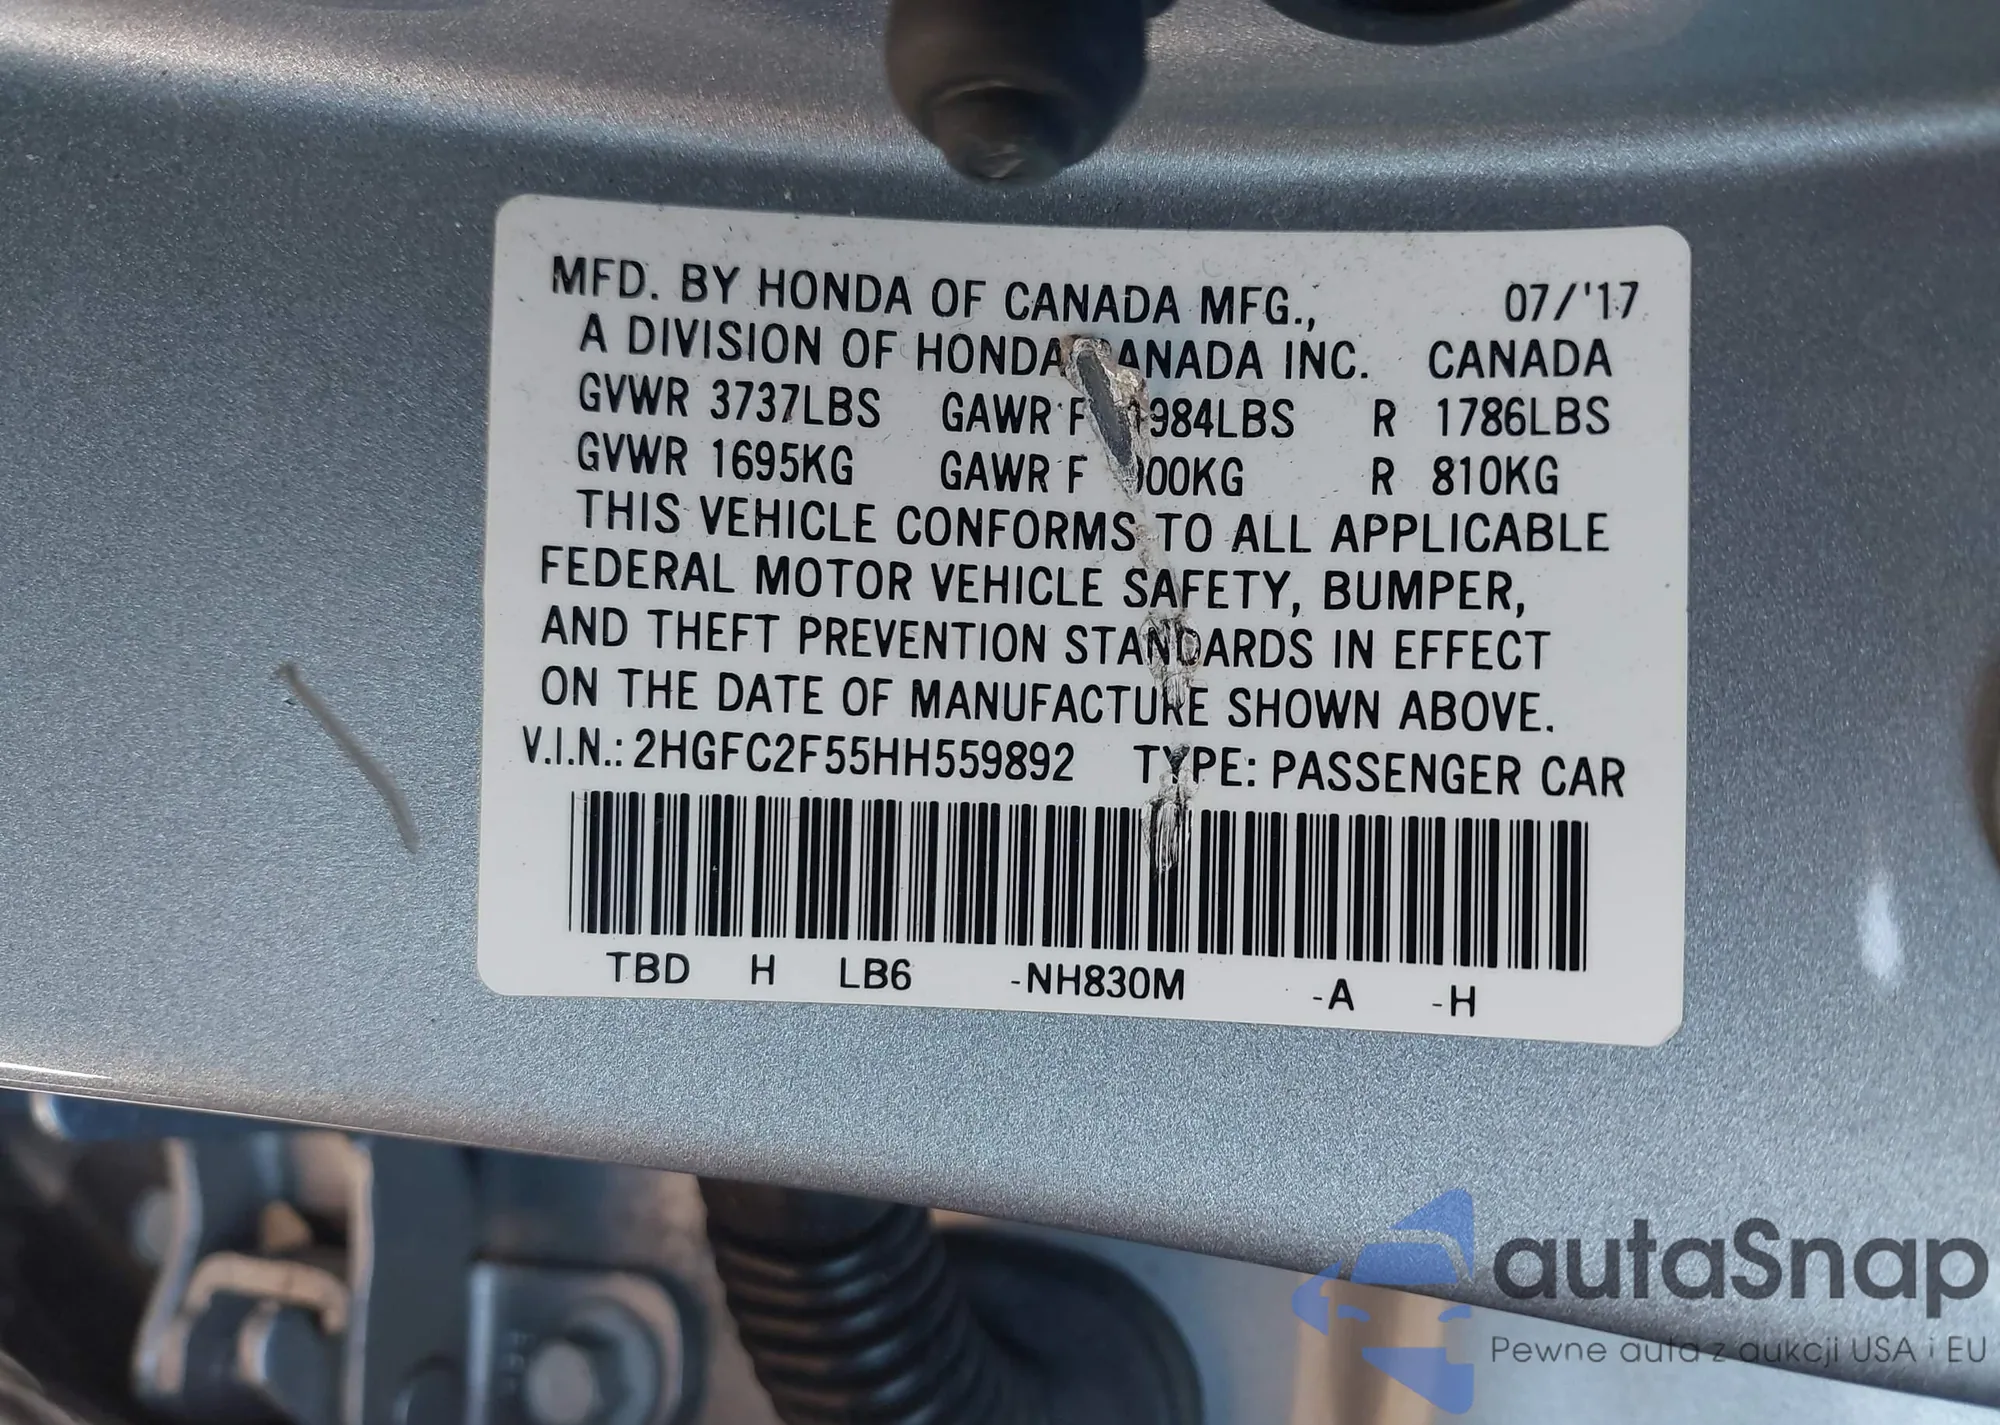 MFD. BY HONDA OF CANADA MFG., 07/'17
A DIVISION OF HONDA CANADA INC. CANADA
GVWR 3737LBS GAWR F 984LBS R 1786LBS
GVWR 1695KG GAWR F 00KG R 810KG
THIS VEHICLE CONFORMS TO ALL APPLICABLE
FEDERAL MOTOR VEHICLE SAFETY, BUMPER,
AND THEFT PREVENTION STANDARDS IN EFFECT
ON THE DATE OF MANUFACTURE SHOWN ABOVE.
V.I.N.: 2HGFC2F55HH559892 TYPE: PASSENGER CAR
TBD H LB6 -NH830M -A -H
autaSnap
Pewne auta z aukcji USA i EU